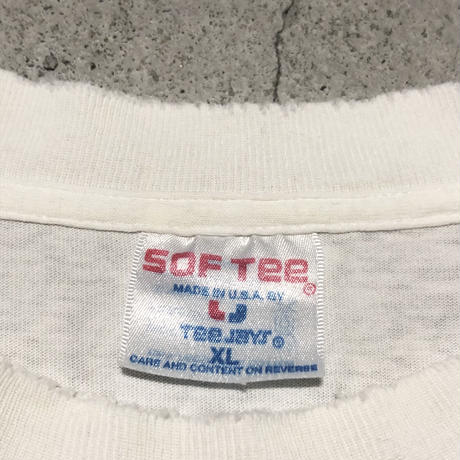 SOF TEE®
MADE IN U.S.A. BY
TEE JAYS®
XL
CARE AND CONTENT ON REVERSE